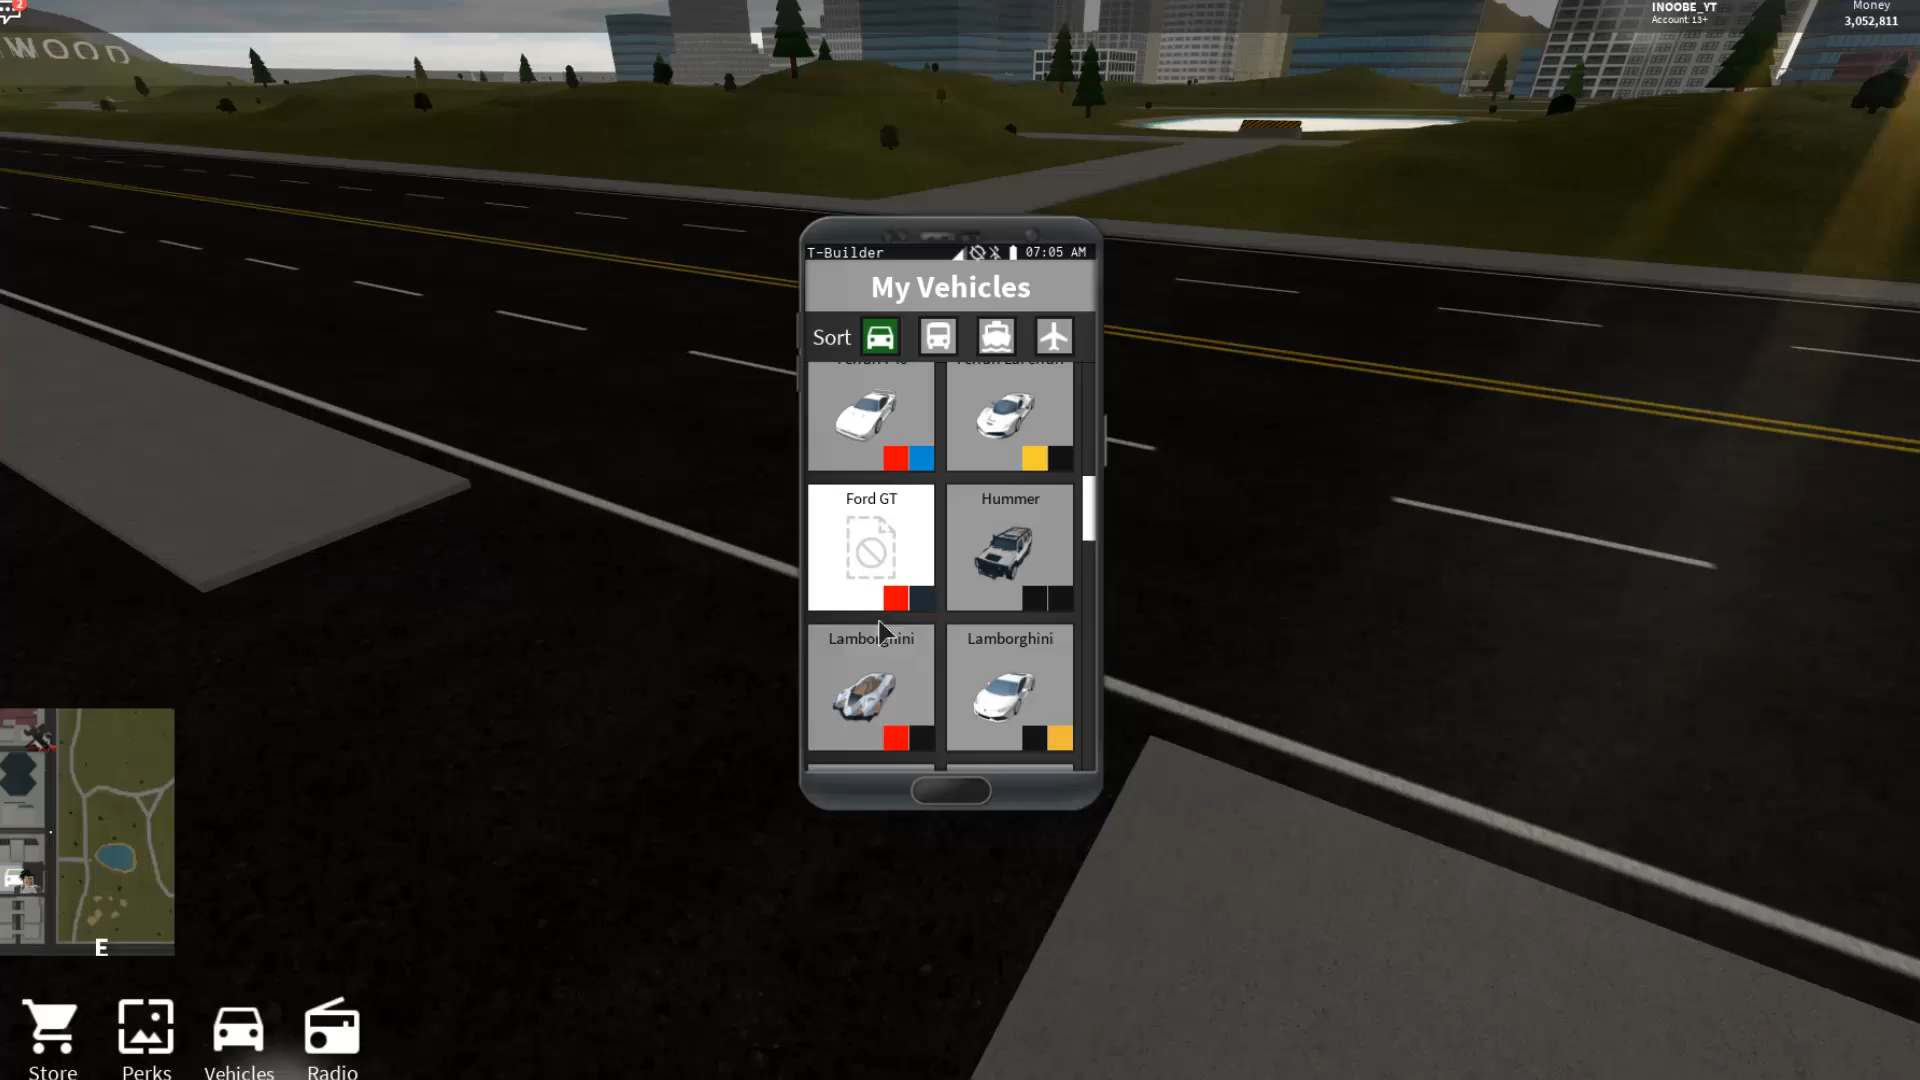 2
WOOD
INOOBE_YT
Account: 13+
Money
3,052,811
T-Builder
07:05 AM
My Vehicles
Sort
Ford GT
Hummer
Lamborghini
Lamborghini
E
Store
Perks
Vehicles
Radio